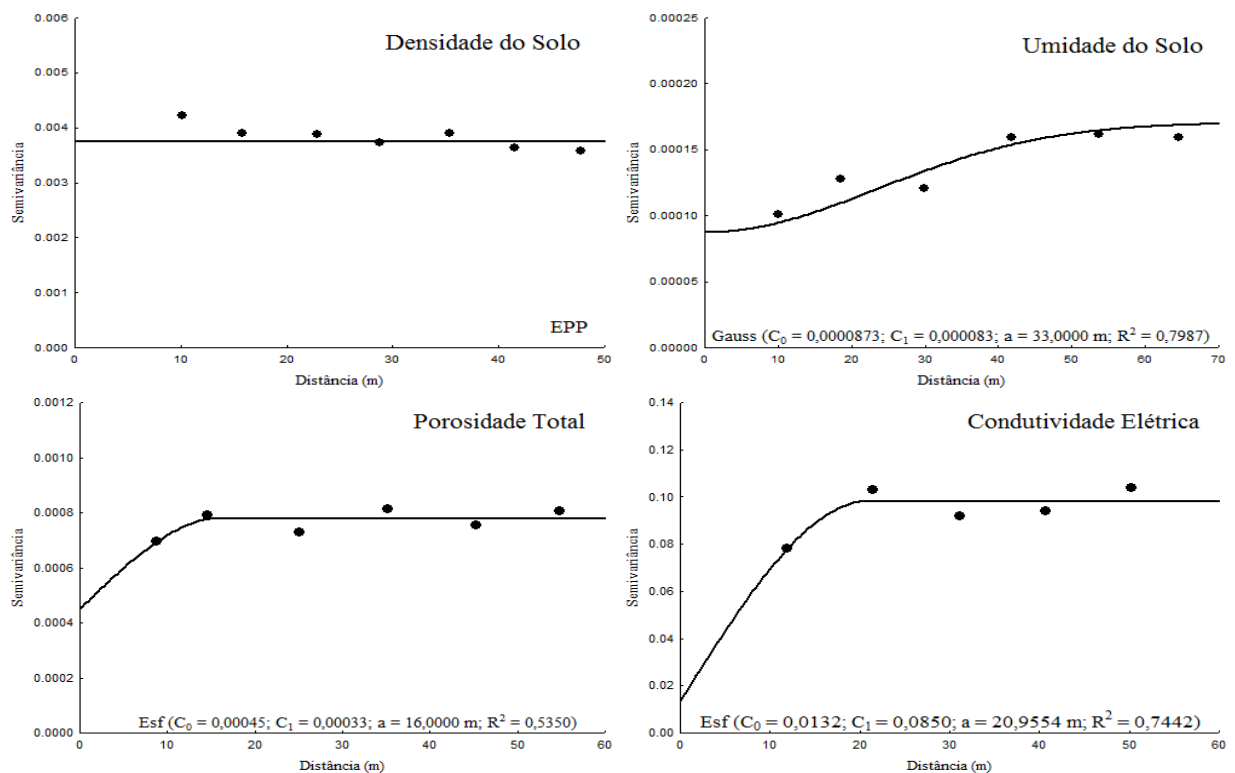 Densidade do Solo
Semivariância
0.006
0.005
0.004
0.003
0.002
0.001
0.000
EPP
10 20 30 40 50
Distância (m)
Umidade do Solo
Semivariância
0.00025
0.00020
0.00015
0.00010
0.00005
0.00000
Gauss (C0 = 0,0000873; C1 = 0,000083; a = 33,0000 m; R2 = 0,7987)
0 10 20 30 40 50 60 70
Distância (m)
Porosidade Total
Semivariância
0.0012
0.0010
0.0008
0.0006
0.0004
0.0002
0.0000
Esf (C0 = 0,00045; C1 = 0,00033; a = 16,0000 m; R2 = 0,5350)
0 10 20 30 40 50 60
Distância (m)
Condutividade Elétrica
Semivariância
0.14
0.12
0.10
0.08
0.06
0.04
0.02
0.00
Esf (C0 = 0,0132; C1 = 0,0850; a = 20,9554 m; R2 = 0,7442)
0 10 20 30 40 50 60
Distância (m)